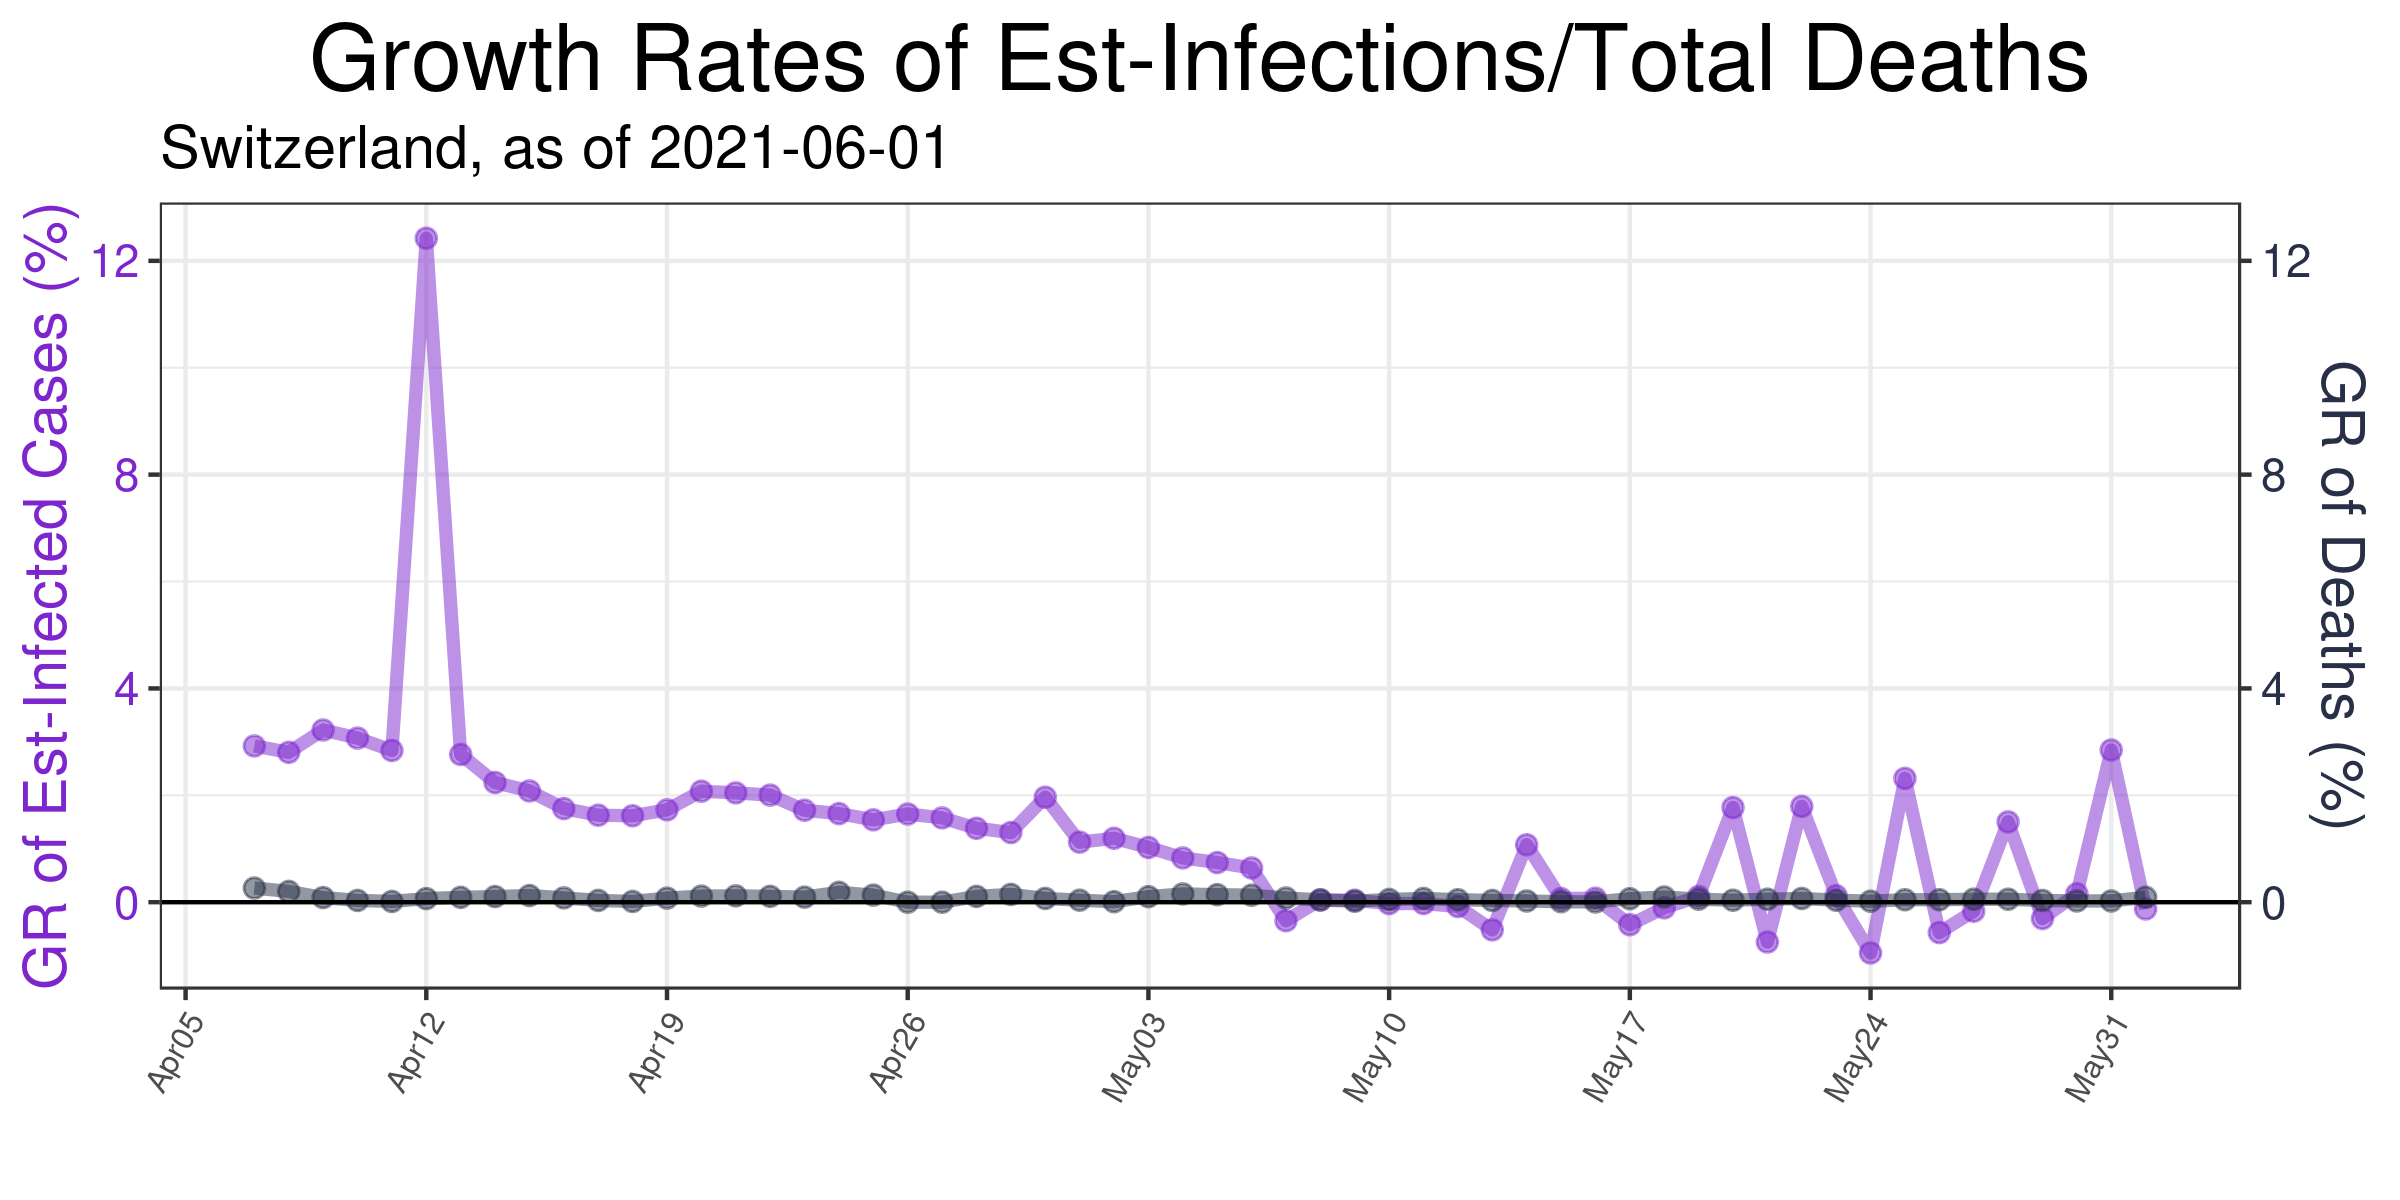 Growth Rates of Est-Infections/Total Deaths
Switzerland, as of 2021-06-01
GR of Est-Infected Cases (%)
12
8
4
0
12
8
4
0
GR of Deaths (%)
Apr05
Apr12
Apr19
Apr26
May03
May10
May17
May24
May31